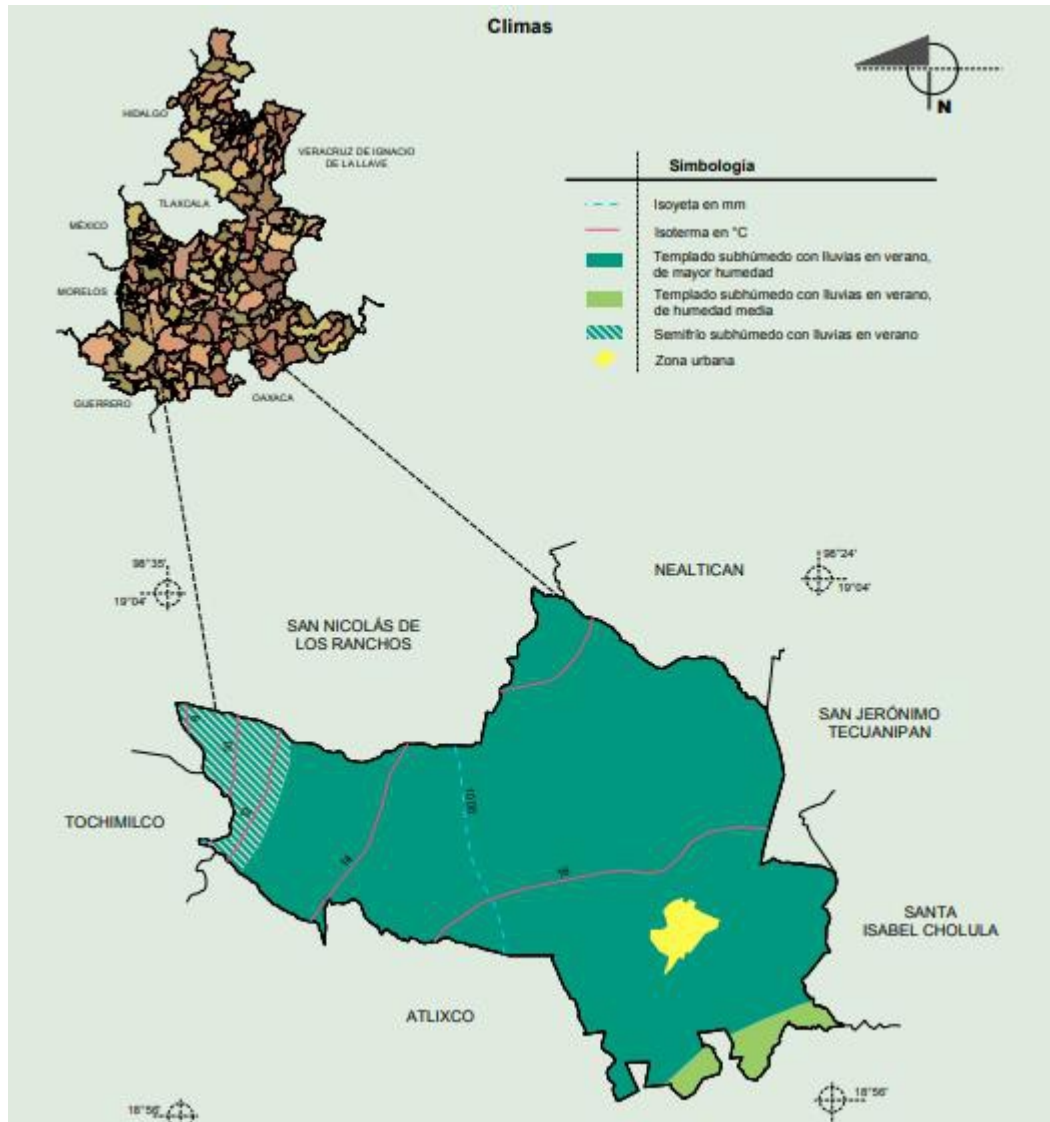 Climas
HIDALGO
VERACRUZ DE IGNACIO
DE LA LLAVE
TLAXCALA
MÉXICO
MORELOS
GUERRERO
OAXACA
N
Simbología
Isoyeta en mm
Isoterma en °C
Templado subhúmedo con lluvias en verano,
de mayor humedad
Templado subhúmedo con lluvias en verano,
de humedad media
Semifrío subhúmedo con lluvias en verano
Zona urbana
98°35'
19°04'
98°24'
19°04'
NEALTICAN
SAN NICOLÁS DE
LOS RANCHOS
SAN JERÓNIMO
TECUANIPAN
TOCHIMILCO
1000
14
16
10
12
SANTA
ISABEL CHOLULA
ATLIXCO
18°56'
18°56'